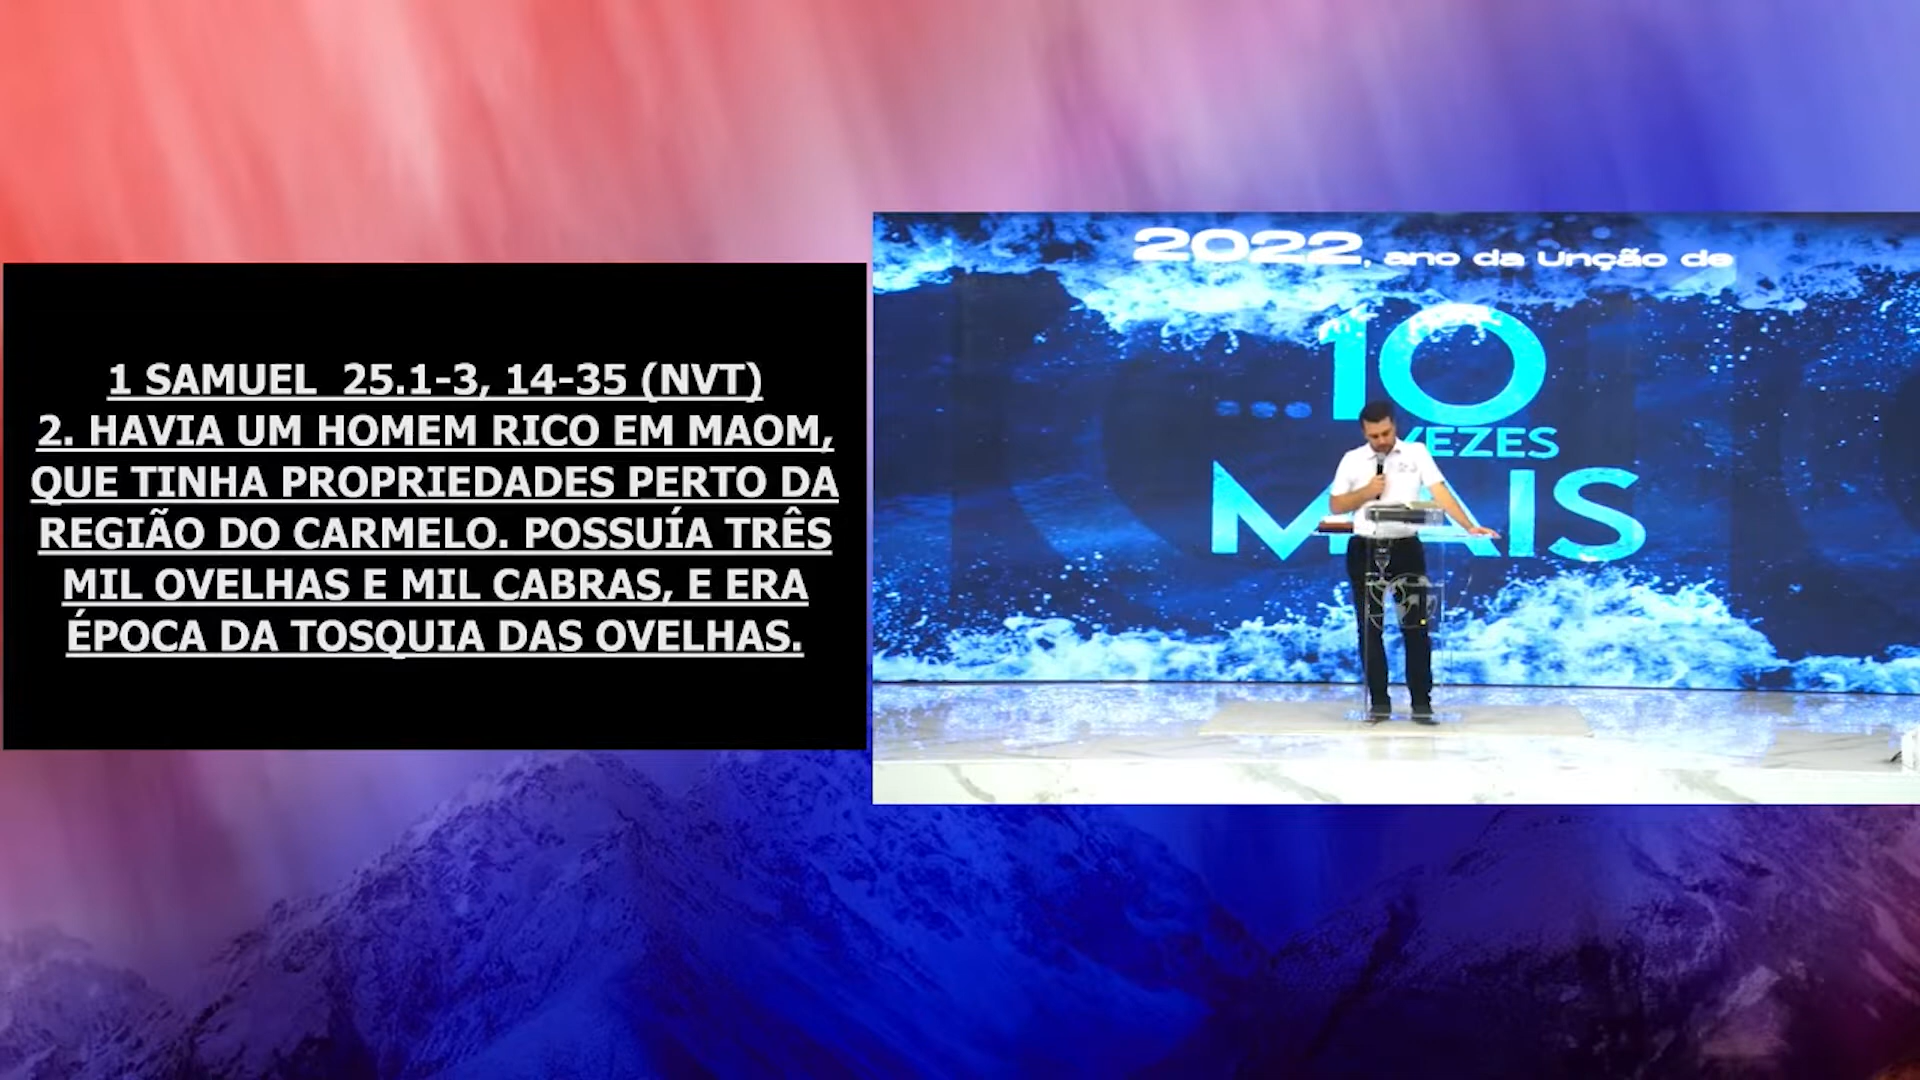 1 SAMUEL  25.1-3, 14-35 (NVT)
2. HAVIA UM HOMEM RICO EM MAOM,
QUE TINHA PROPRIEDADES PERTO DA
REGIÃO DO CARMELO. POSSUÍA TRÊS
MIL OVELHAS E MIL CABRAS, E ERA
ÉPOCA DA TOSQUIA DAS OVELHAS.
2022, ano da Unção de
10
VEZES
MAIS